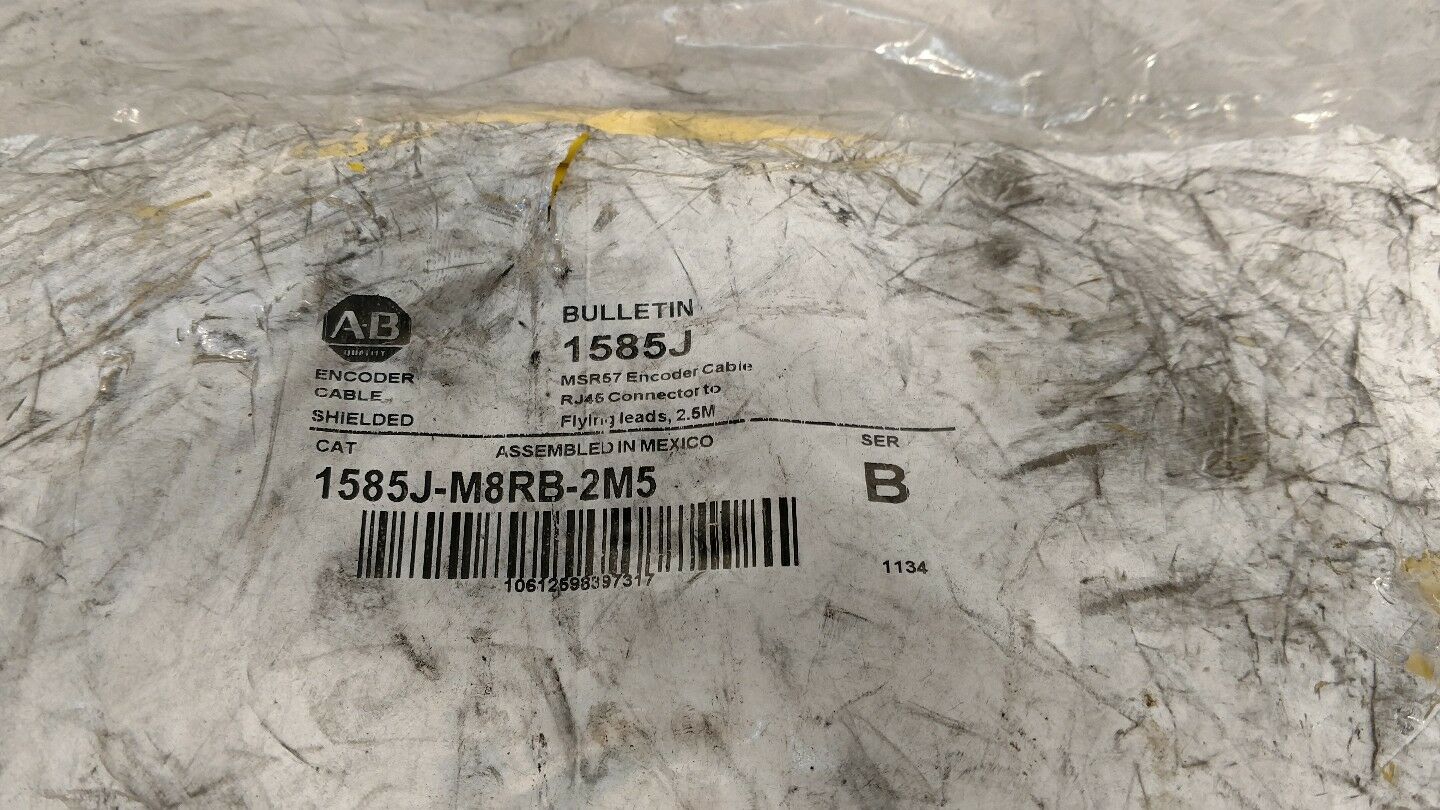 A-B
QUALITY
ENCODER
CABLE
SHIELDED
BULLETIN
1585J
MSR57 Encoder Cable
RJ45 Connector to
Flying leads, 2.5M
CAT
ASSEMBLED IN MEXICO
SER
1585J-M8RB-2M5
B
10612598397317
1134